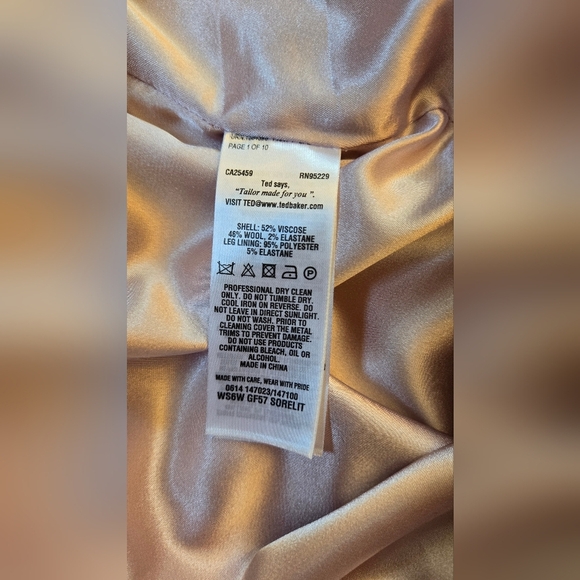 PAGE 1 OF 10
CA25459 RN95229
Ted says,
"Tailor made for you".
VISIT TED@www.tedbaker.com
SHELL: 52% VISCOSE
46% WOOL, 2% ELASTANE
LEG LINING: 95% POLYESTER
5% ELASTANE
PROFESSIONAL DRY CLEAN
ONLY. DO NOT TUMBLE DRY.
COOL IRON ON REVERSE. DO
NOT LEAVE IN DIRECT SUNLIGHT.
DO NOT WASH. PRIOR TO
CLEANING COVER THE METAL
TRIMS TO PREVENT DAMAGE.
DO NOT USE PRODUCTS
CONTAINING BLEACH, OIL OR
ALCOHOL.
MADE IN CHINA
MADE WITH CARE, WEAR WITH PRIDE
0614 147023/147100
WS6W GF57 SORELIT